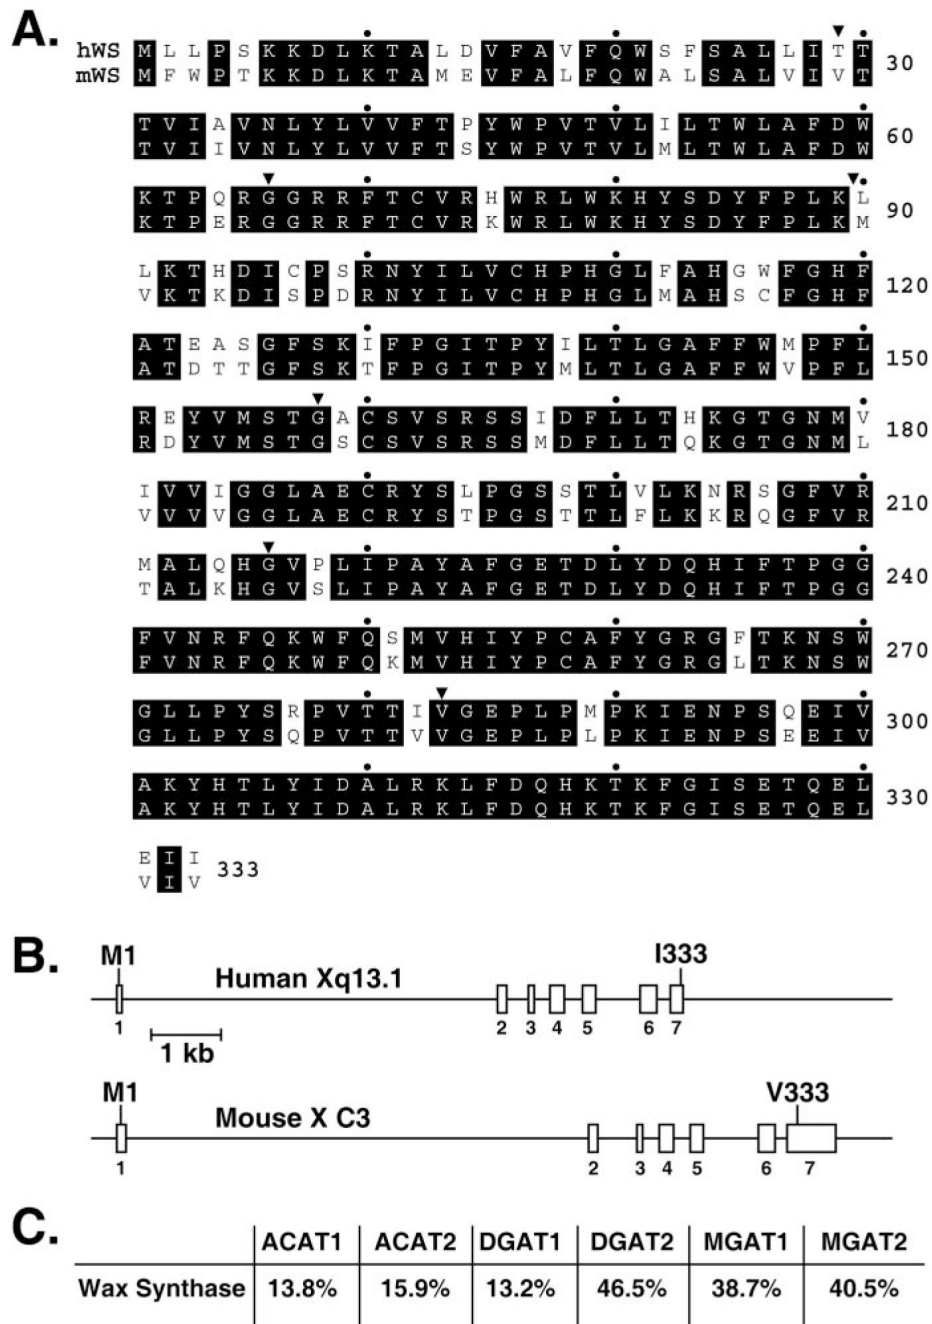 A.
hWS M L L P S K K D L K T A L D V F A V F Q W S F S A L L I T T
mWS M F W P T K K D L K T A M E V F A L F Q W A L S A L V I V T
30
T V I A V N L Y L V V F T P Y W P V T V L I L T W L A F D W
T V I I V N L Y L V V F T S Y W P V T V L M L T W L A F D W
60
K T P Q R G G R R F T C V R H W R L W K H Y S D Y F P L K L
K T P E R G G R R F T C V R K W R L W K H Y S D Y F P L K M
90
L K T H D I C P S R N Y I L V C H P H G L F A H G W F G H F
V K T K D I S P D R N Y I L V C H P H G L M A H S C F G H F
120
A T E A S G F S K I F P G I T P Y I L T L G A F F W M P F L
A T D T T G F S K T F P G I T P Y M L T L G A F F W V P F L
150
R E Y V M S T G A C S V S R S S I D F L L T H K G T G N M V
R D Y V M S T G S C S V S R S S M D F L L T Q K G T G N M L
180
I V V I G G L A E C R Y S L P G S S T L V L K N R S G F V R
V V V V G G L A E C R Y S T P G S T T L F L K K R Q G F V R
210
M A L Q H G V P L I P A Y A F G E T D L Y D Q H I F T P G G
T A L K H G V S L I P A Y A F G E T D L Y D Q H I F T P G G
240
F V N R F Q K W F Q S M V H I Y P C A F Y G R G F T K N S W
F V N R F Q K W F Q K M V H I Y P C A F Y G R G L T K N S W
270
G L L P Y S R P V T T I V G E P L P M P K I E N P S Q E I V
G L L P Y S Q P V T T V V G E P L P L P K I E N P S E E I V
300
A K Y H T L Y I D A L R K L F D Q H K T K F G I S E T Q E L
A K Y H T L Y I D A L R K L F D Q H K T K F G I S E T Q E L
330
E I I
V I V
333
B.
M1 I333
Human Xq13.1
1 2 3 4 5 6 7
1 kb
M1 V333
Mouse X C3
1 2 3 4 5 6 7
C.
ACAT1 ACAT2 DGAT1 DGAT2 MGAT1 MGAT2
Wax Synthase 13.8% 15.9% 13.2% 46.5% 38.7% 40.5%